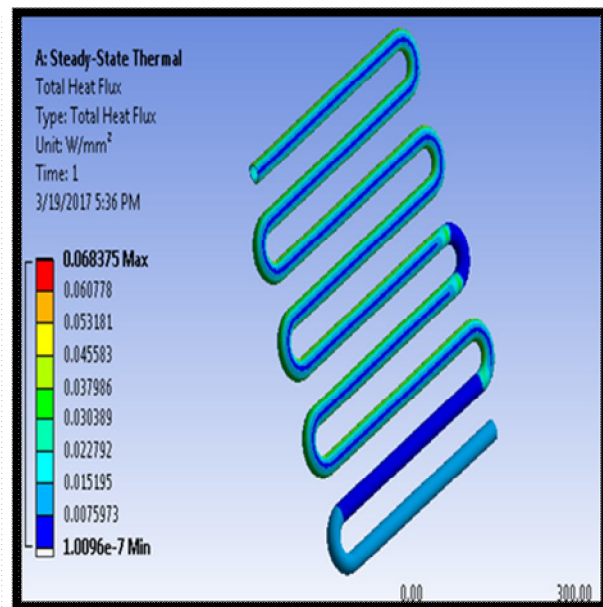 A: Steady-State Thermal
Total Heat Flux
Type: Total Heat Flux
Unit: W/mm²
Time: 1
3/19/2017 5:36 PM
0.068375 Max
0.060778
0.053181
0.045583
0.037986
0.030389
0.022792
0.015195
0.0075973
1.0096e-7 Min
0.00 300.00